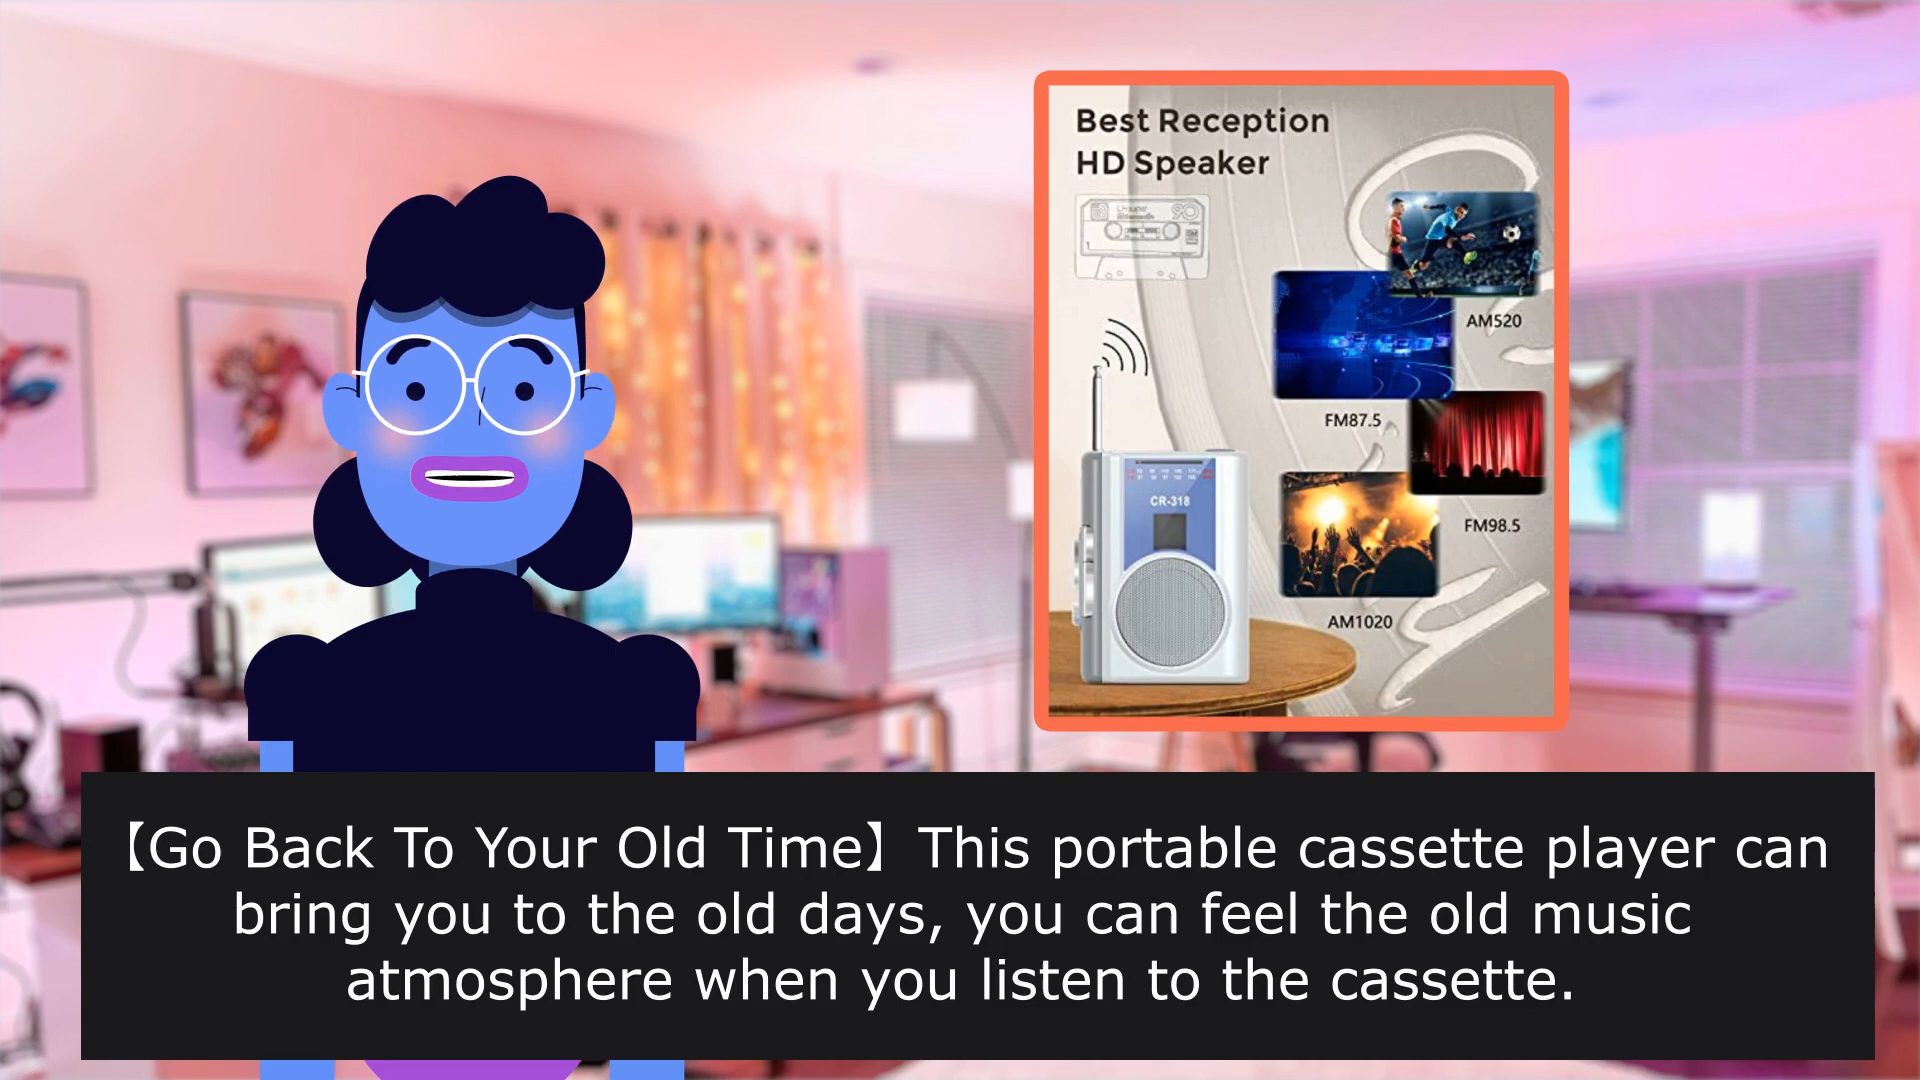 Best Reception
HD Speaker
90
AM520
FM87.5
CR-318
FM98.5
AM1020
【Go Back To Your Old Time】This portable cassette player can
bring you to the old days, you can feel the old music
atmosphere when you listen to the cassette.